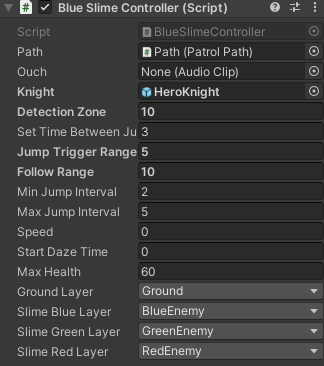 Blue Slime Controller (Script)
Script BlueSlimeController
Path Path (Patrol Path)
Ouch None (Audio Clip)
Knight HeroKnight
Detection Zone 10
Set Time Between Ju 3
Jump Trigger Range 5
Follow Range 10
Min Jump Interval 2
Max Jump Interval 5
Speed 0
Start Daze Time 0
Max Health 60
Ground Layer Ground
Slime Blue Layer BlueEnemy
Slime Green Layer GreenEnemy
Slime Red Layer RedEnemy